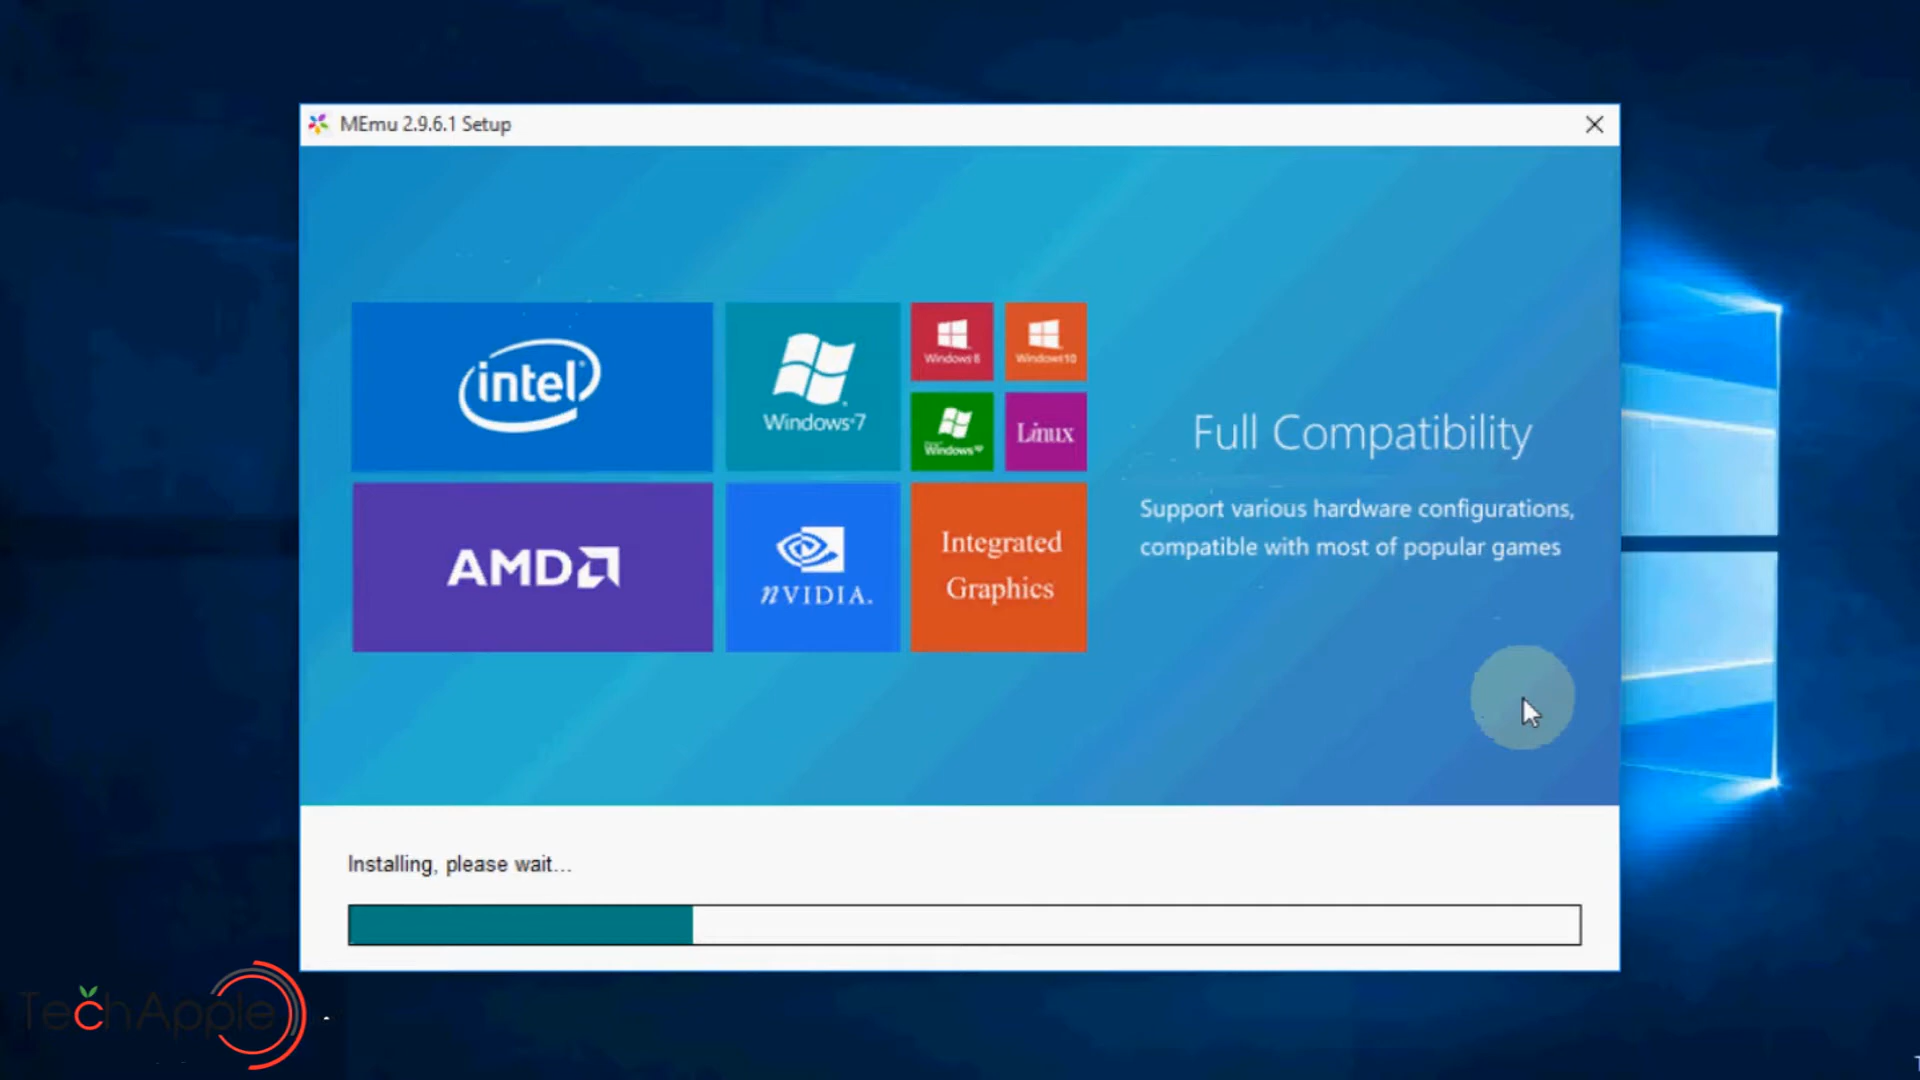 MEmu 2.9.6.1 Setup
intel
Windows 7
Windows 8
Windows 10
Windows
Linux
AMD
nVIDIA.
Integrated
Graphics
Full Compatibility
Support various hardware configurations,
compatible with most of popular games
Installing, please wait...
TechApple